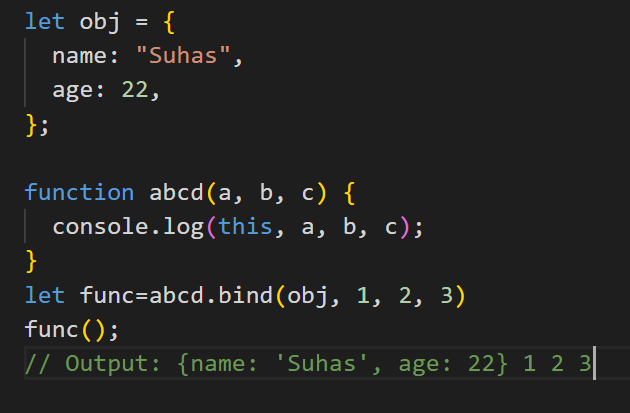 let obj = {
  name: "Suhas",
  age: 22,
};
function abcd(a, b, c) {
  console.log(this, a, b, c);
}
let func=abcd.bind(obj, 1, 2, 3)
func();
// Output: {name: 'Suhas', age: 22} 1 2 3